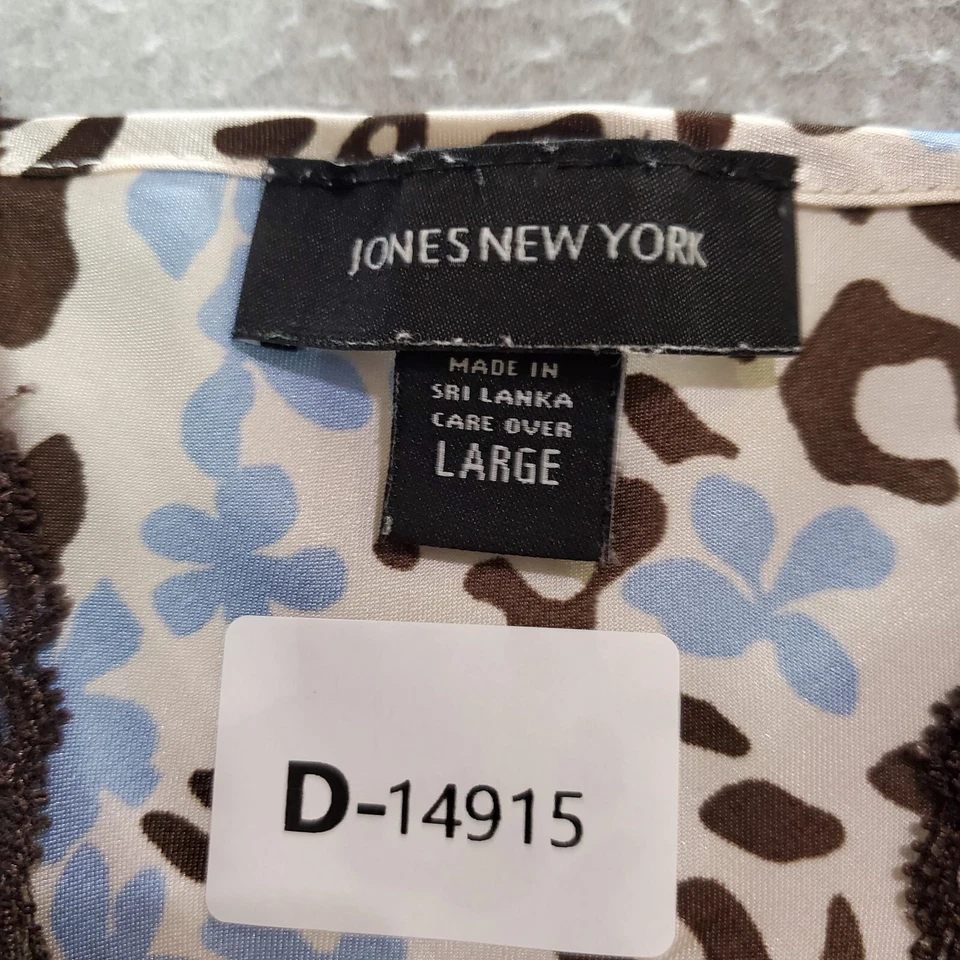 JONES NEW YORK
MADE IN
SRI LANKA
CARE OVER
LARGE
D-14915